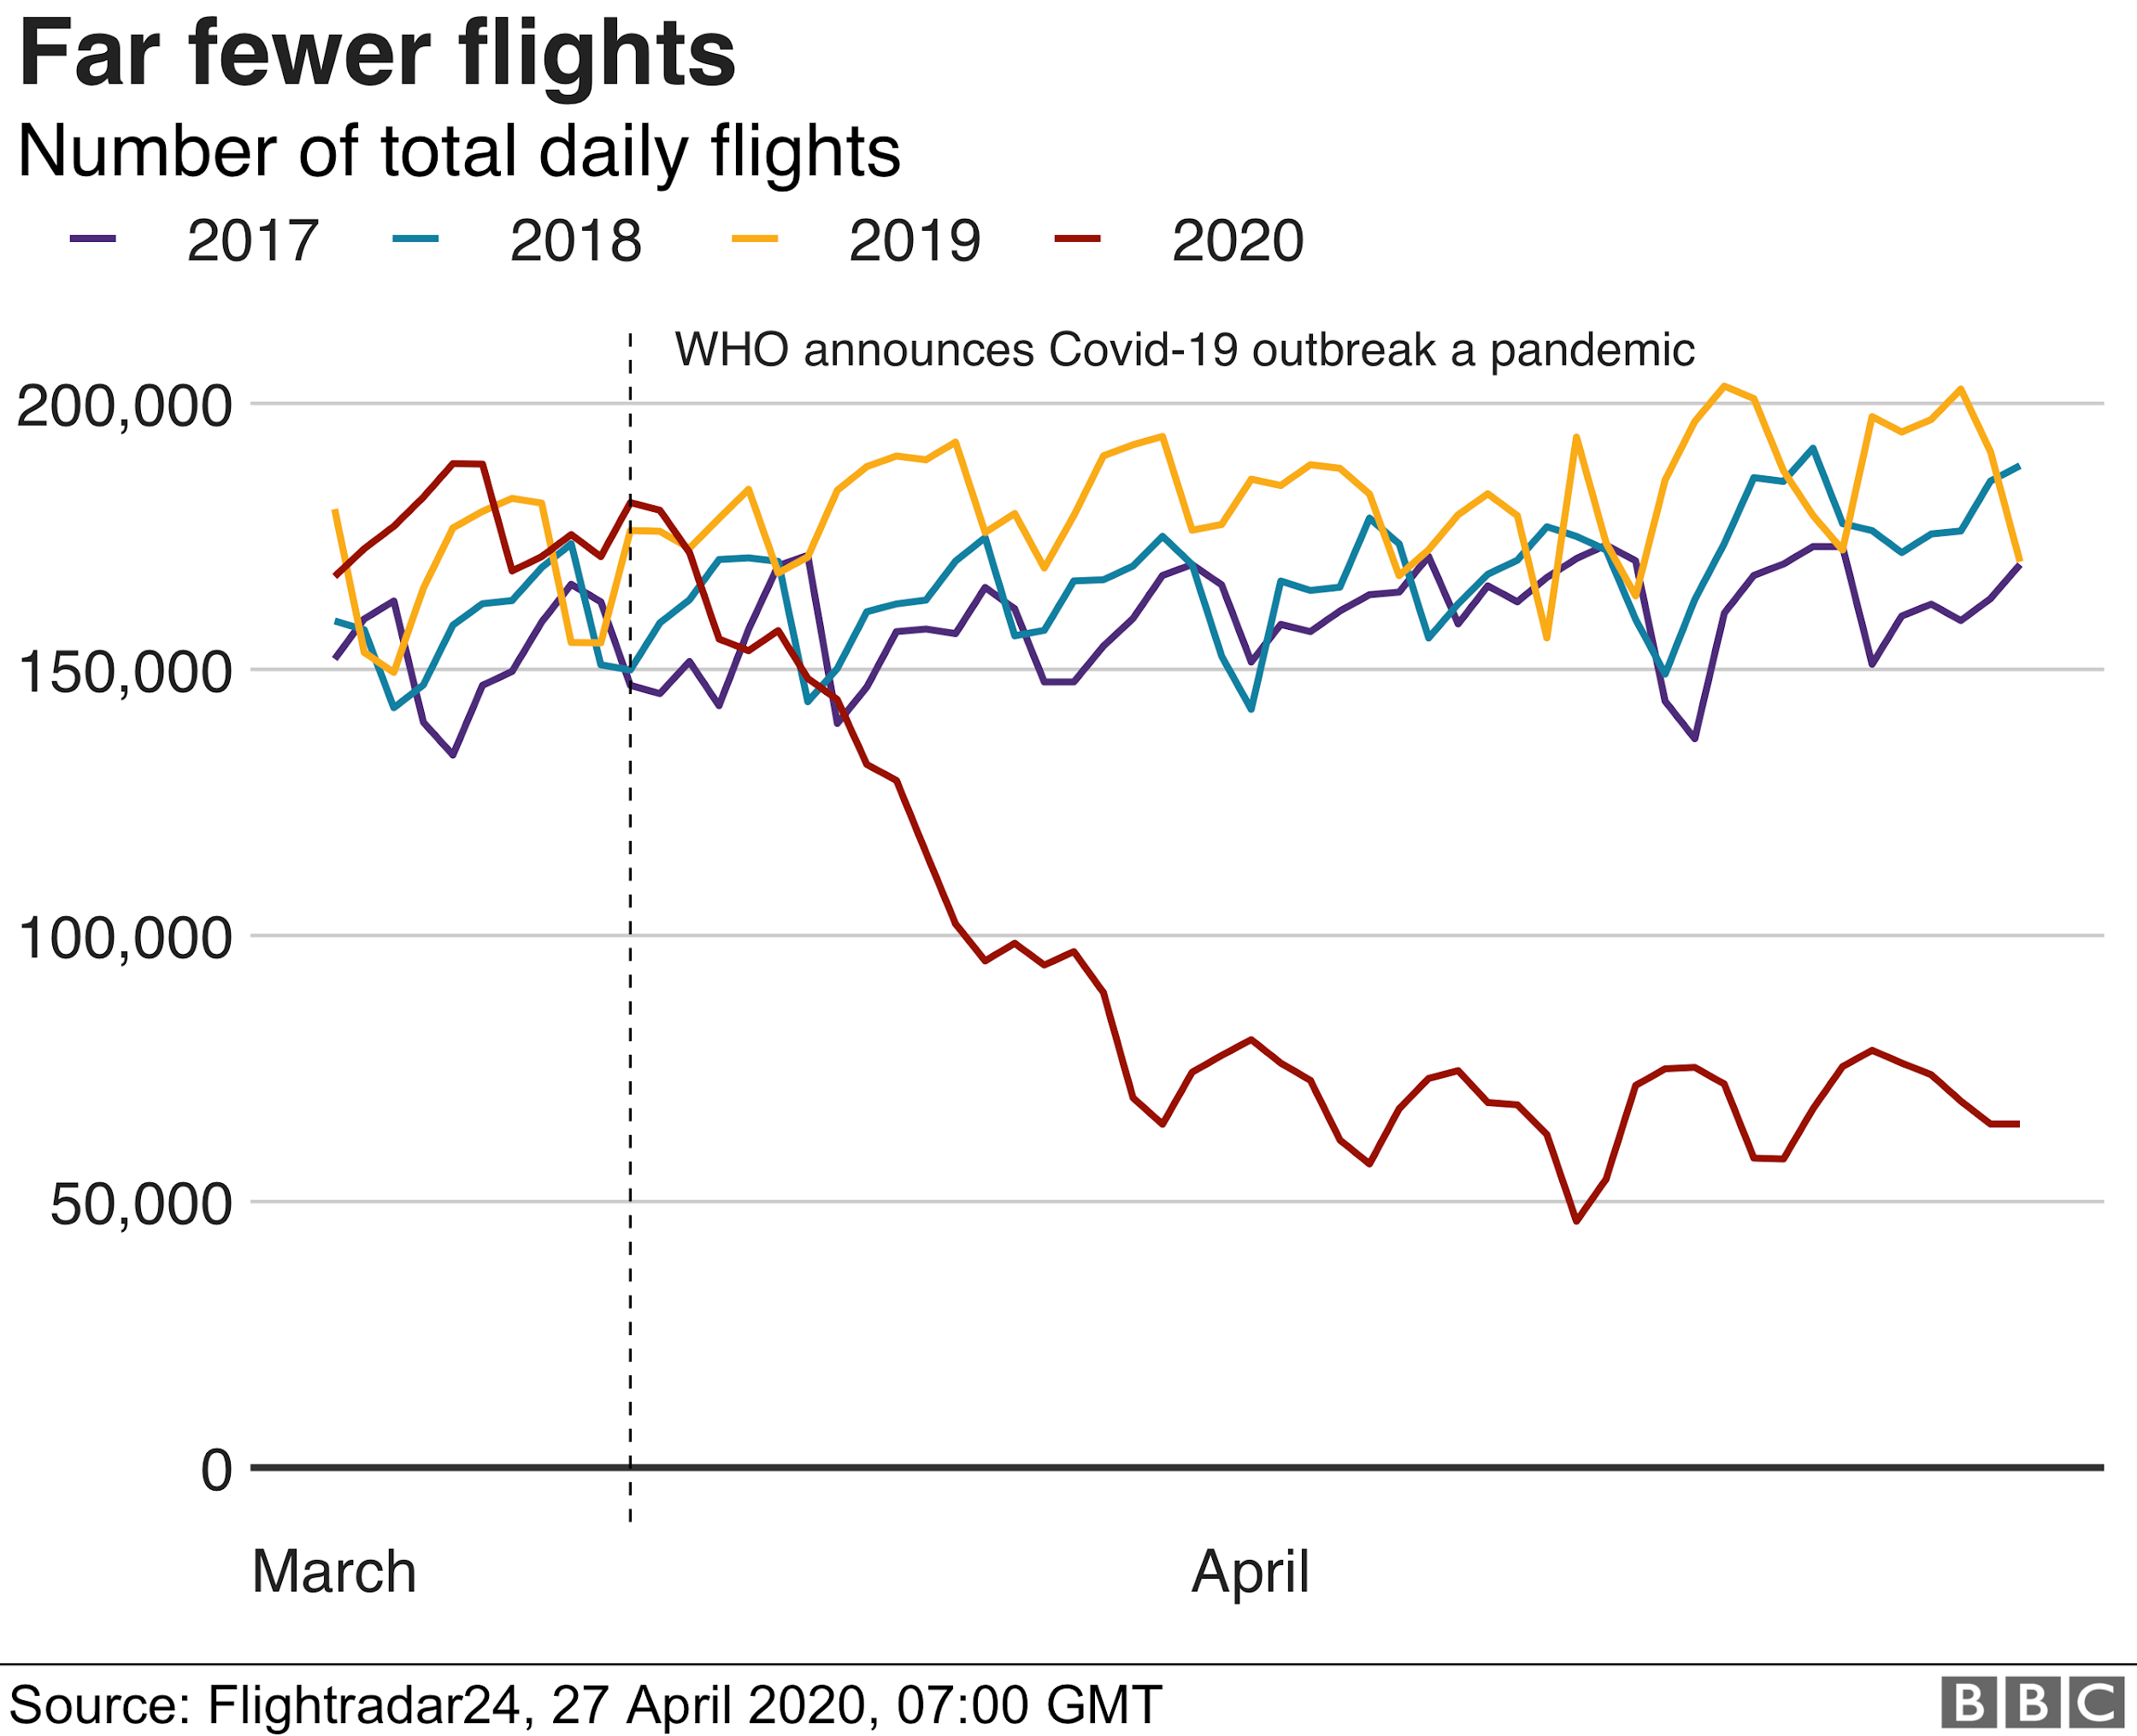 Far fewer flights
Number of total daily flights
2017 2018 2019 2020
WHO announces Covid-19 outbreak a pandemic
200,000
150,000
100,000
50,000
0
March April
Source: Flightradar24, 27 April 2020, 07:00 GMT BBC